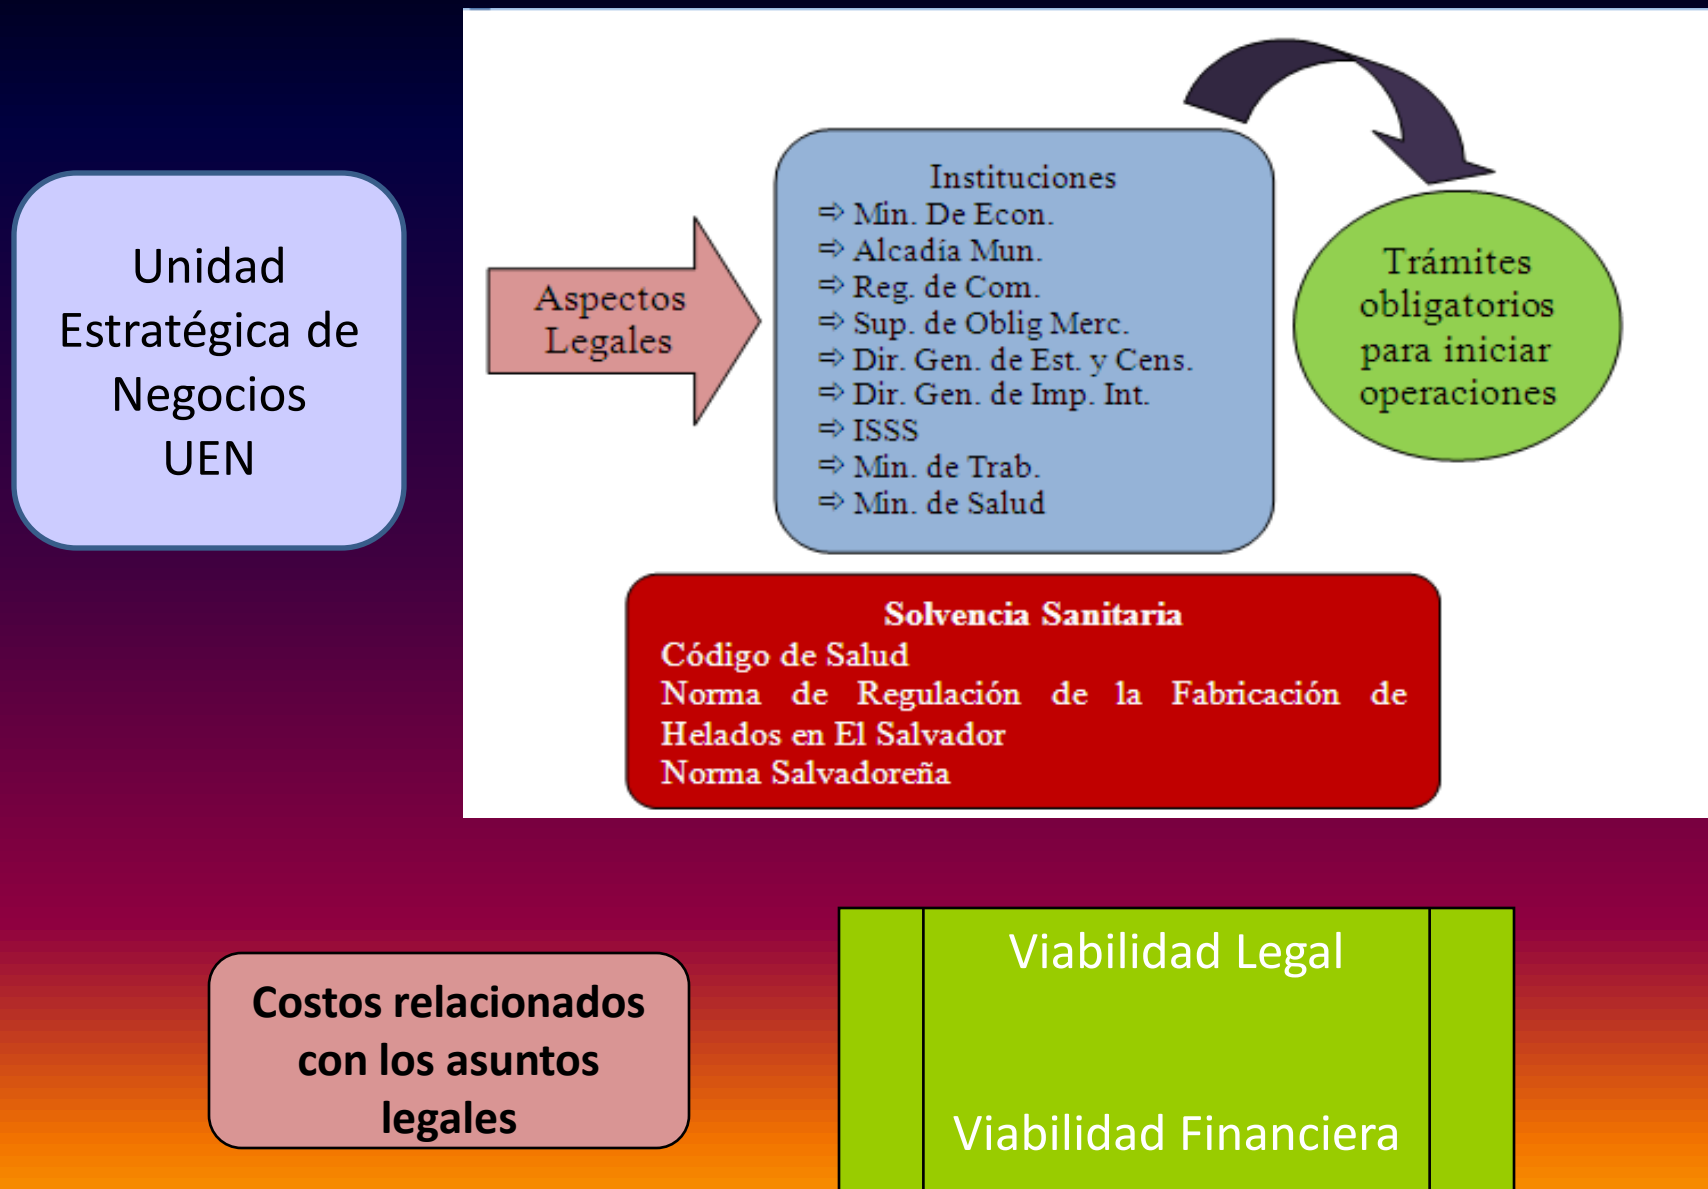 Unidad
Estratégica de
Negocios
UEN
Aspectos
Legales
Instituciones
⇨ Min. De Econ.
⇨ Alcadía Mun.
⇨ Reg. de Com.
⇨ Sup. de Oblig Merc.
⇨ Dir. Gen. de Est. y Cens.
⇨ Dir. Gen. de Imp. Int.
⇨ ISSS
⇨ Min. de Trab.
⇨ Min. de Salud
Trámites
obligatorios
para iniciar
operaciones
Solvencia Sanitaria
Código de Salud
Norma de Regulación de la Fabricación de
Helados en El Salvador
Norma Salvadoreña
Costos relacionados
con los asuntos
legales
Viabilidad Legal
Viabilidad Financiera